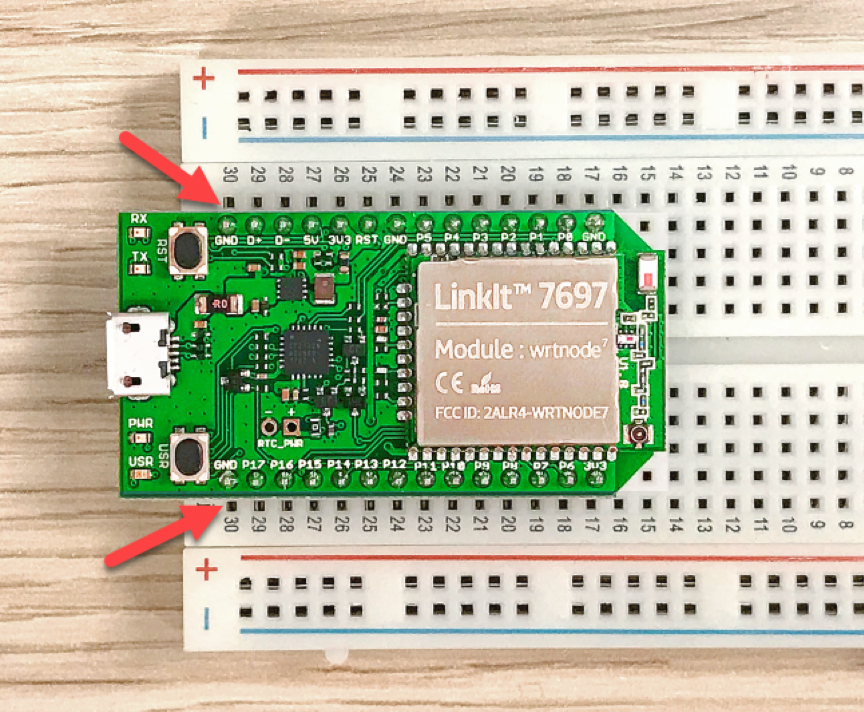 +
−
30 29 28 27 26 25 24 23 22 21 20 19 18 17 16 15 14 13 12 11 10 9 8
RX
TX
RST
GND D+ D- 5V 3V3 RST GND P5 P4 P3 P2 P1 P0 GND
R0
LinkIt™ 7697
Module : wrtnode⁷
CE RoHS
FCC ID: 2ALR4-WRTNODE7
- +
RTC_PWR
PWR
USR
USR
GND P17 P16 P15 P14 P13 P12 P11 P10 P9 P8 P7 P6 3V3
30 29 28 27 26 25 24 23 22 21 20 19 18 17 16 15 14 13 12 11 10 9 8
+
−